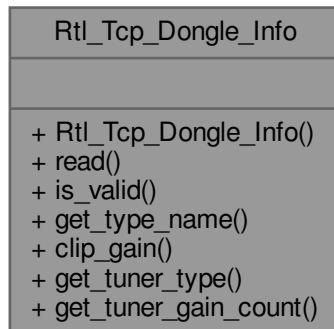 Rtl_Tcp_Dongle_Info
+ Rtl_Tcp_Dongle_Info()
+ read()
+ is_valid()
+ get_type_name()
+ clip_gain()
+ get_tuner_type()
+ get_tuner_gain_count()